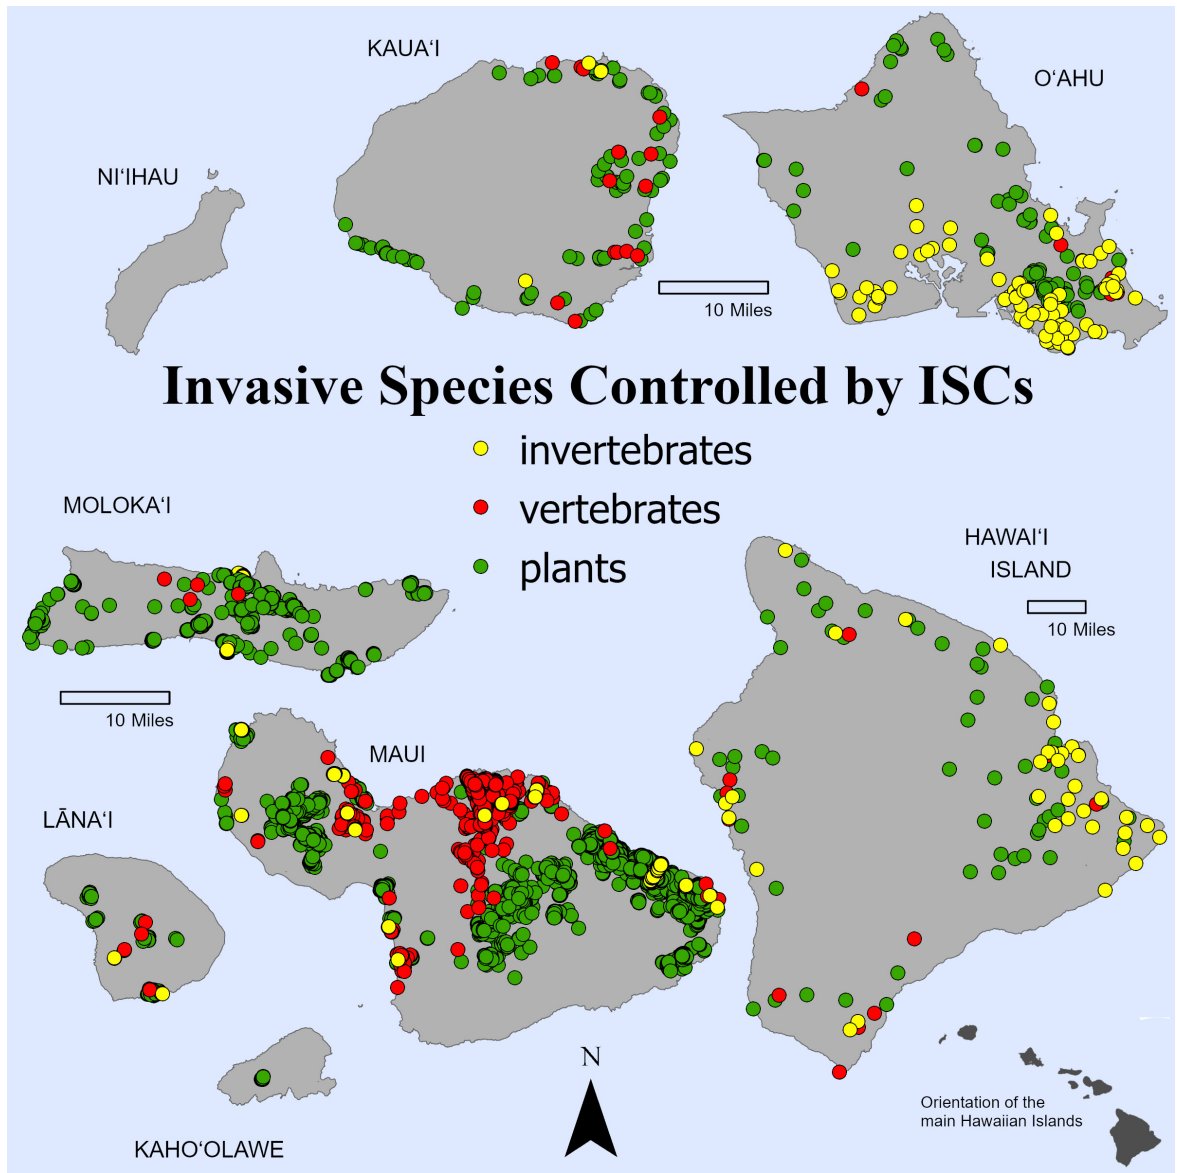 KAUA‘I
O‘AHU
NI‘IHAU
10 Miles
Invasive Species Controlled by ISCs
invertebrates
vertebrates
plants
MOLOKA‘I
HAWAI‘I
ISLAND
10 Miles
10 Miles
MAUI
LĀNA‘I
N
Orientation of the
main Hawaiian Islands
KAHO‘OLAWE